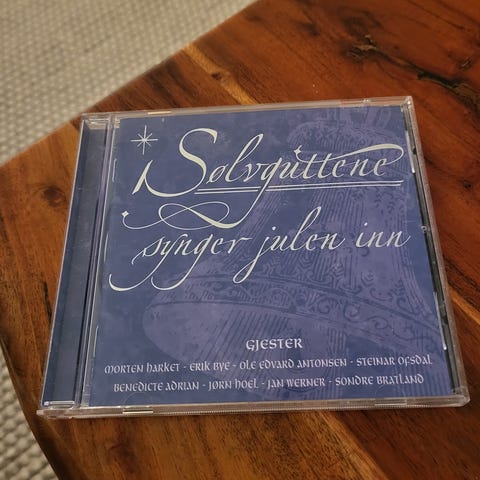 Sølvguttene
synger julen inn
GJESTER
MORTEN HARKET - ERIK BYE - OLE EDVARD ANTONSEN - STEINAR OFSDAL
BENEDICTE ADRIAN - JØRN HOEL - JAN WERNER - SONDRE BRATLAND